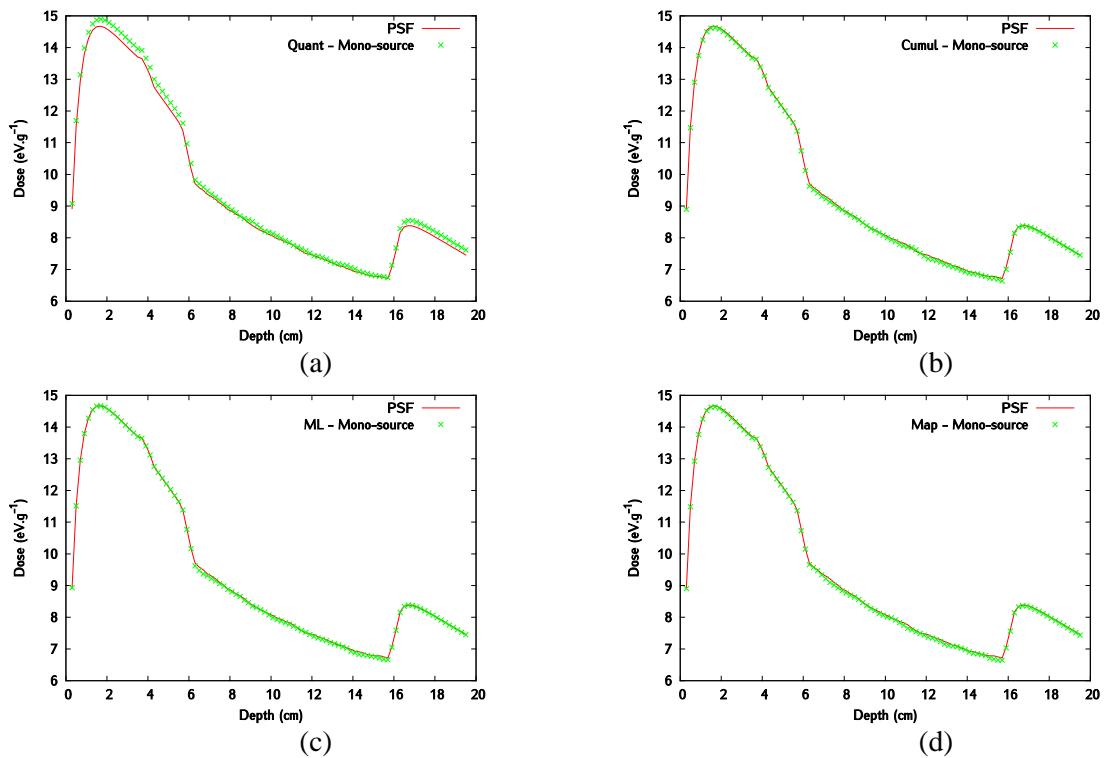 15
14
13
12
11
10
9
8
7
6
0 2 4 6 8 10 12 14 16 18 20
Dose (eV.g⁻¹)
Depth (cm)
PSF
Quant - Mono-source
(a)
15
14
13
12
11
10
9
8
7
6
0 2 4 6 8 10 12 14 16 18 20
Dose (eV.g⁻¹)
Depth (cm)
PSF
Cumul - Mono-source
(b)
15
14
13
12
11
10
9
8
7
6
0 2 4 6 8 10 12 14 16 18 20
Dose (eV.g⁻¹)
Depth (cm)
PSF
ML - Mono-source
(c)
15
14
13
12
11
10
9
8
7
6
0 2 4 6 8 10 12 14 16 18 20
Dose (eV.g⁻¹)
Depth (cm)
PSF
Map - Mono-source
(d)